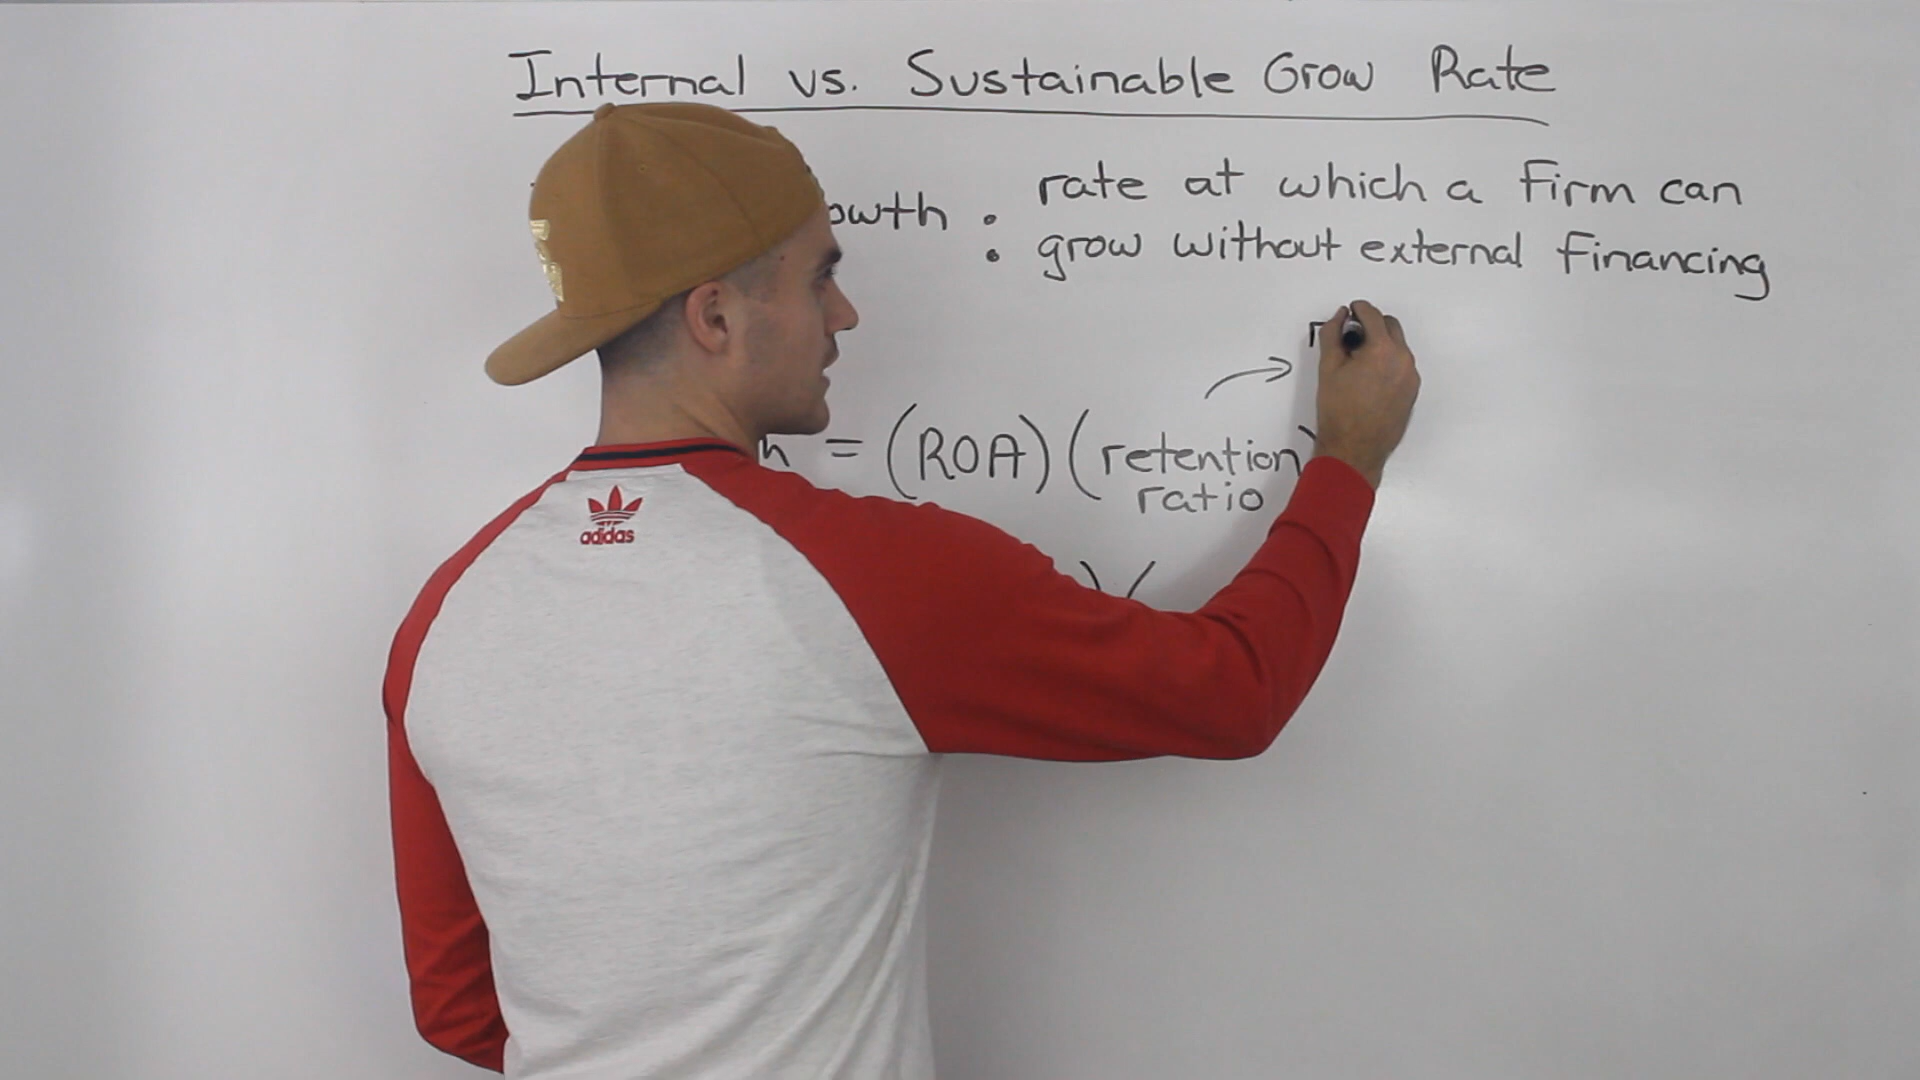 Internal vs. Sustainable Grow Rate
owth : rate at which a firm can
grow without external financing
r
h = (ROA) (retention
ratio
) (
adidas